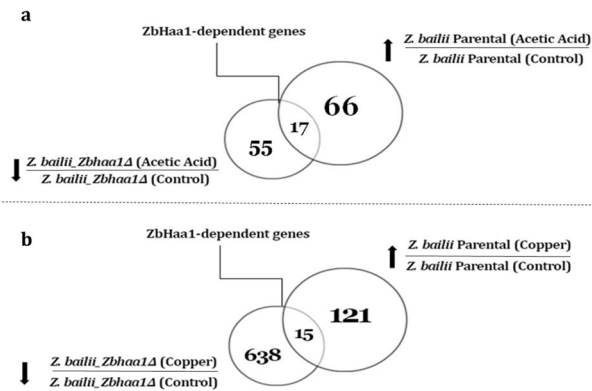 a
ZbHaa1-dependent genes
Z. bailii Parental (Acetic Acid)
Z. bailii Parental (Control)
66
17
55
Z. bailii_Zbhaa1Δ (Acetic Acid)
Z. bailii_Zbhaa1Δ (Control)
b
ZbHaa1-dependent genes
Z. bailii Parental (Copper)
Z. bailii Parental (Control)
121
15
638
Z. bailii_Zbhaa1Δ (Copper)
Z. bailii_Zbhaa1Δ (Control)